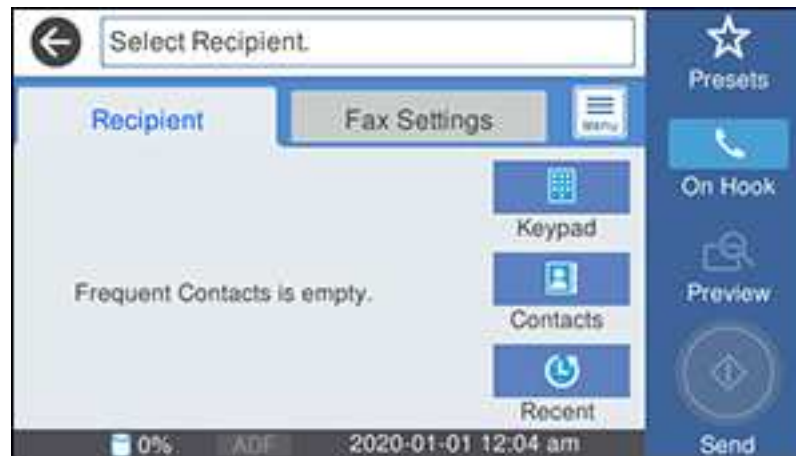 Select Recipient.
Presets
Recipient
Fax Settings
Menu
On Hook
Keypad
Preview
Frequent Contacts is empty.
Contacts
Recent
0%
ADF
2020-01-01 12:04 am
Send